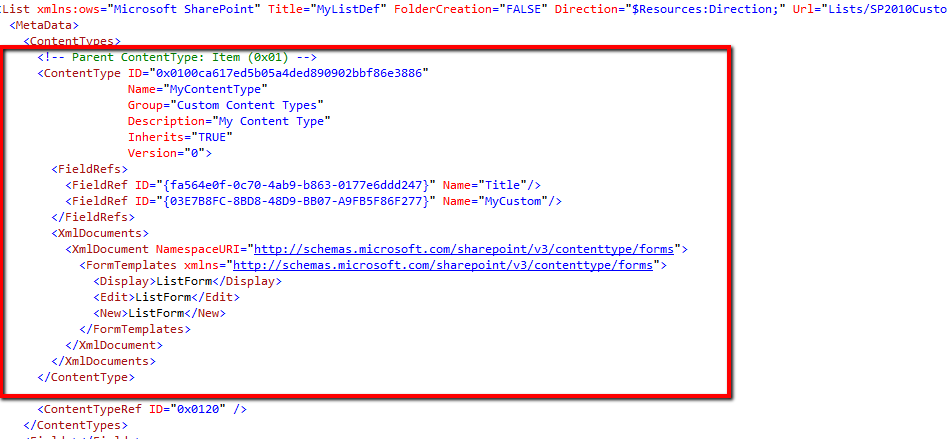 List xmlns:ows="Microsoft SharePoint" Title="MyListDef" FolderCreation="FALSE" Direction="$Resources:Direction;" Url="Lists/SP2010Custo
<MetaData>
<ContentTypes>
<!-- Parent ContentType: Item (0x01) -->
<ContentType ID="0x0100ca617ed5b05a4ded890902bbf86e3886"
Name="MyContentType"
Group="Custom Content Types"
Description="My Content Type"
Inherits="TRUE"
Version="0">
<FieldRefs>
<FieldRef ID="{fa564e0f-0c70-4ab9-b863-0177e6ddd247}" Name="Title"/>
<FieldRef ID="{03E7B8FC-8BD8-48D9-BB07-A9FB5F86F277}" Name="MyCustom"/>
</FieldRefs>
<XmlDocuments>
<XmlDocument NamespaceURI="http://schemas.microsoft.com/sharepoint/v3/contenttype/forms">
<FormTemplates xmlns="http://schemas.microsoft.com/sharepoint/v3/contenttype/forms">
<Display>ListForm</Display>
<Edit>ListForm</Edit>
<New>ListForm</New>
</FormTemplates>
</XmlDocument>
</XmlDocuments>
</ContentType>
<ContentTypeRef ID="0x0120" />
</ContentTypes>